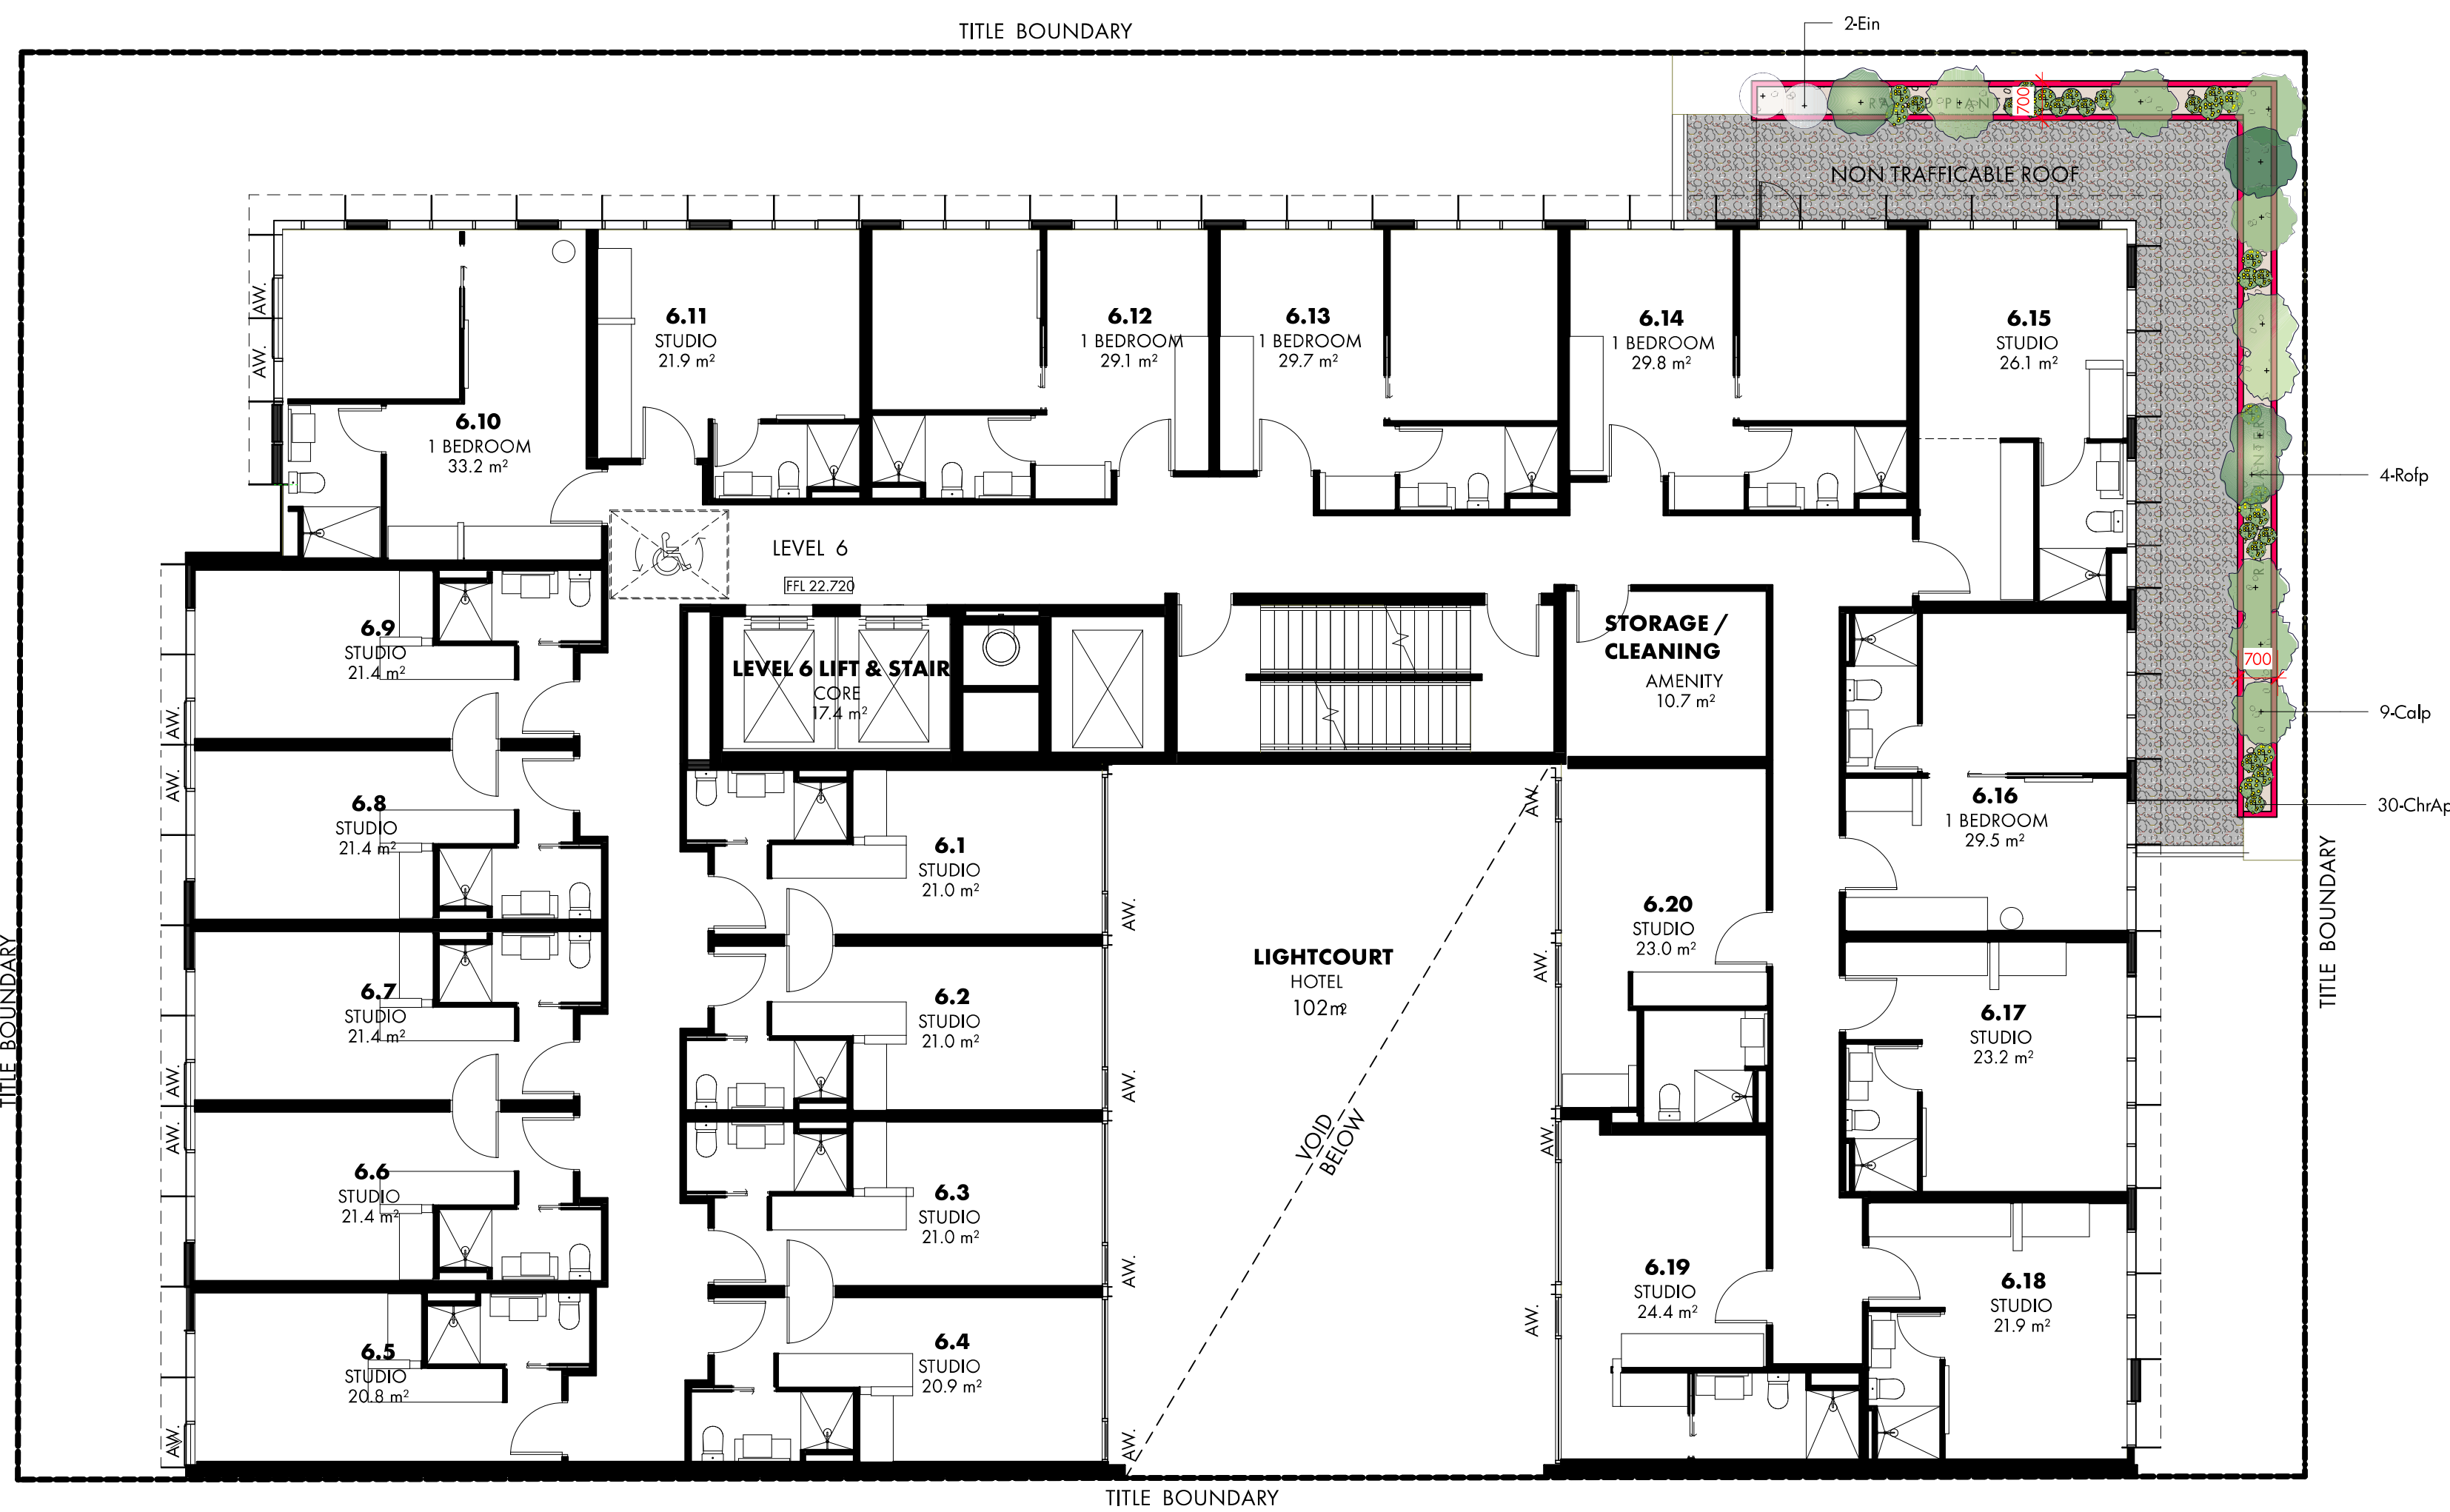 TITLE BOUNDARY
2-Ein
700
NON TRAFFICABLE ROOF
AW.
AW.
6.10
1 BEDROOM
33.2 m²
6.11
STUDIO
21.9 m²
6.12
1 BEDROOM
29.1 m²
6.13
1 BEDROOM
29.7 m²
6.14
1 BEDROOM
29.8 m²
6.15
STUDIO
26.1 m²
4-Rofp
LEVEL 6
FFL 22.720
6.9
STUDIO
21.4 m²
LEVEL 6 LIFT & STAIR
CORE
17.4 m²
STORAGE /
CLEANING
AMENITY
10.7 m²
700
9-Calp
30-ChrAp
AW.
AW.
6.8
STUDIO
21.4 m²
6.1
STUDIO
21.0 m²
AW.
AW.
6.16
1 BEDROOM
29.5 m²
TITLE BOUNDARY
TITLE BOUNDARY
6.7
STUDIO
21.4 m²
6.2
STUDIO
21.0 m²
LIGHTCOURT
HOTEL
102m²
AW.
6.20
STUDIO
23.0 m²
6.17
STUDIO
23.2 m²
AW.
AW.
AW.
VOID
BELOW
AW.
6.6
STUDIO
21.4 m²
6.3
STUDIO
21.0 m²
AW.
6.19
STUDIO
24.4 m²
6.18
STUDIO
21.9 m²
AW.
6.5
STUDIO
20.8 m²
6.4
STUDIO
20.9 m²
AW.
AW.
TITLE BOUNDARY